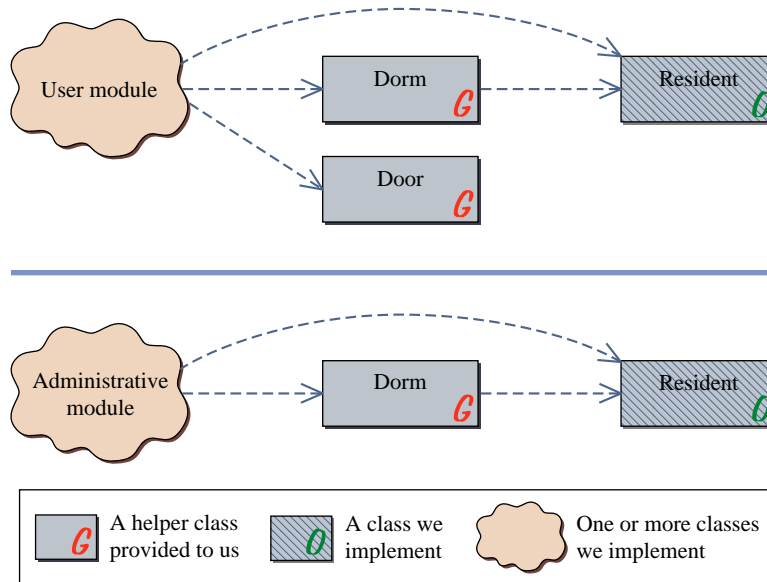 User module
Dorm
G
Resident
O
Door
G
Administrative
module
Dorm
G
Resident
O
G
A helper class
provided to us
O
A class we
implement
One or more classes
we implement